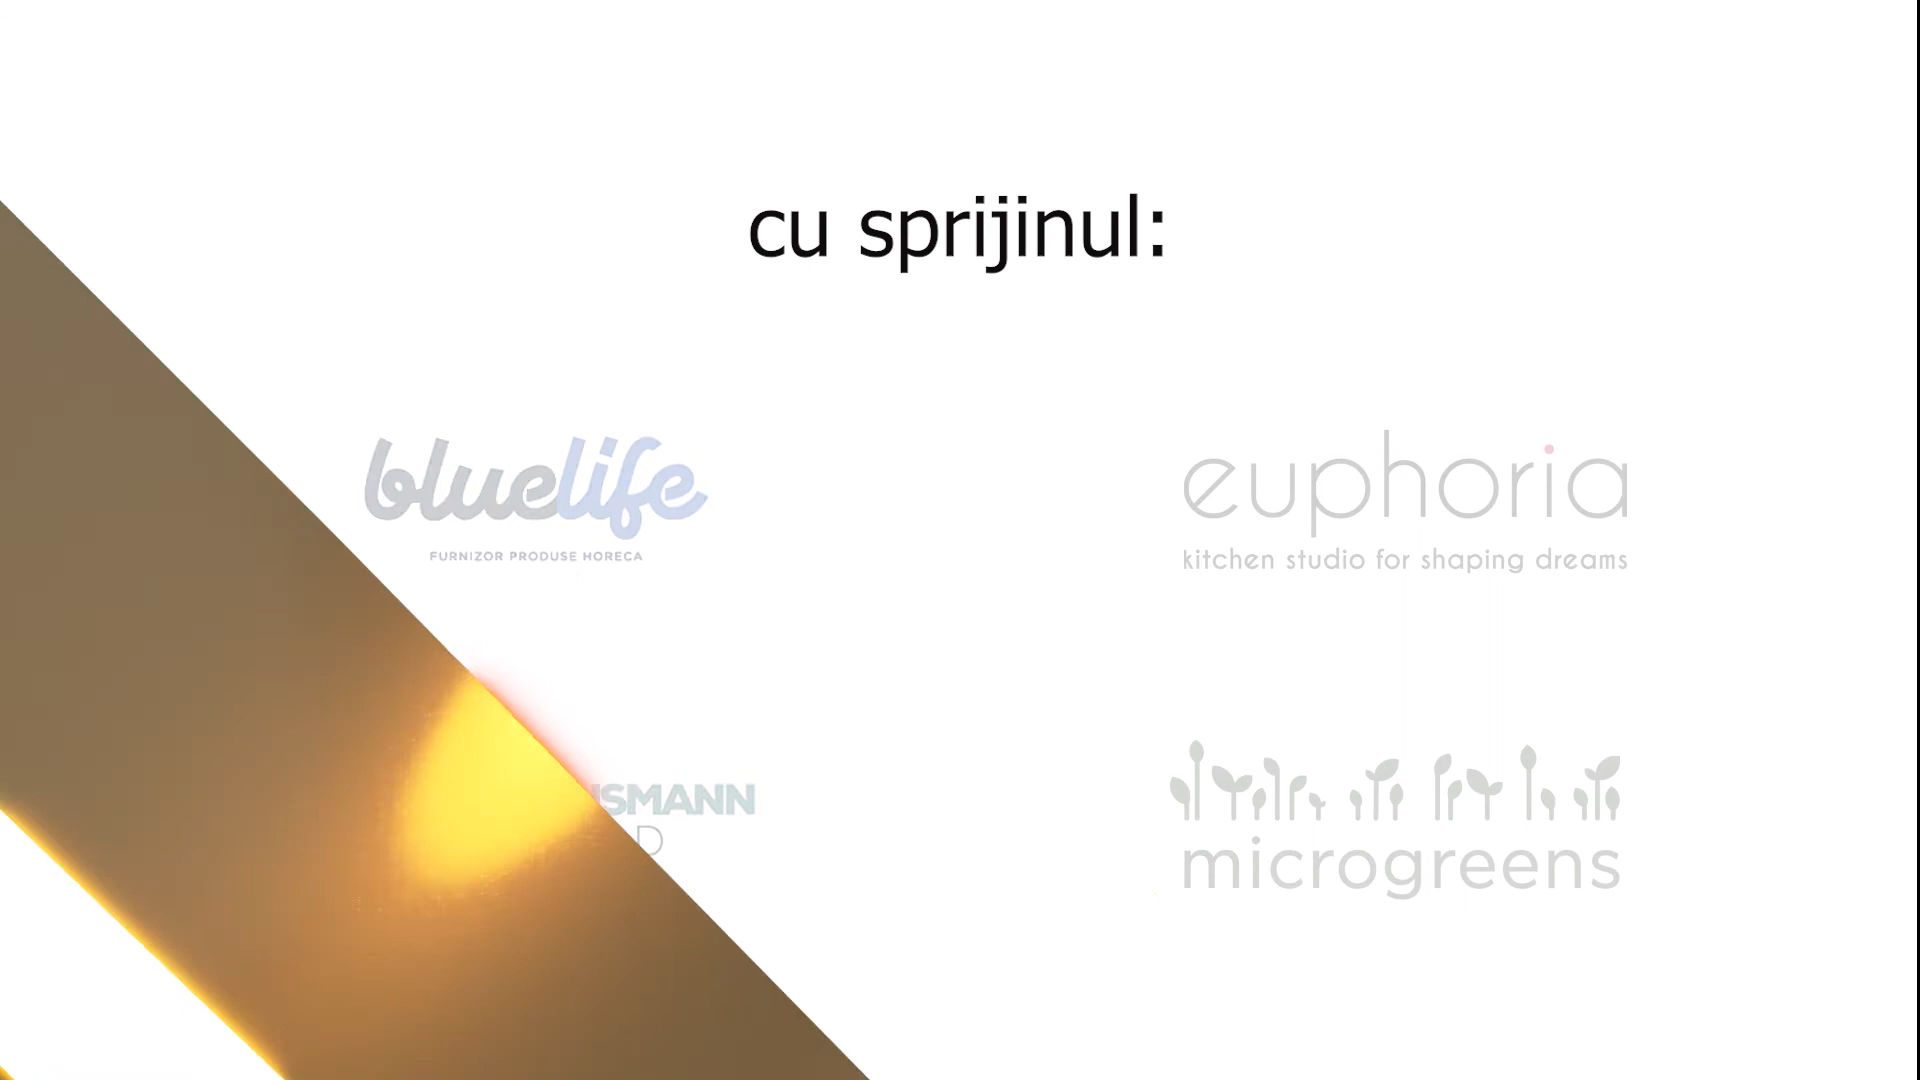 cu sprijinul:
bluelife
FURNIZOR PRODUSE HORECA
euphoria
kitchen studio for shaping dreams
microgreens